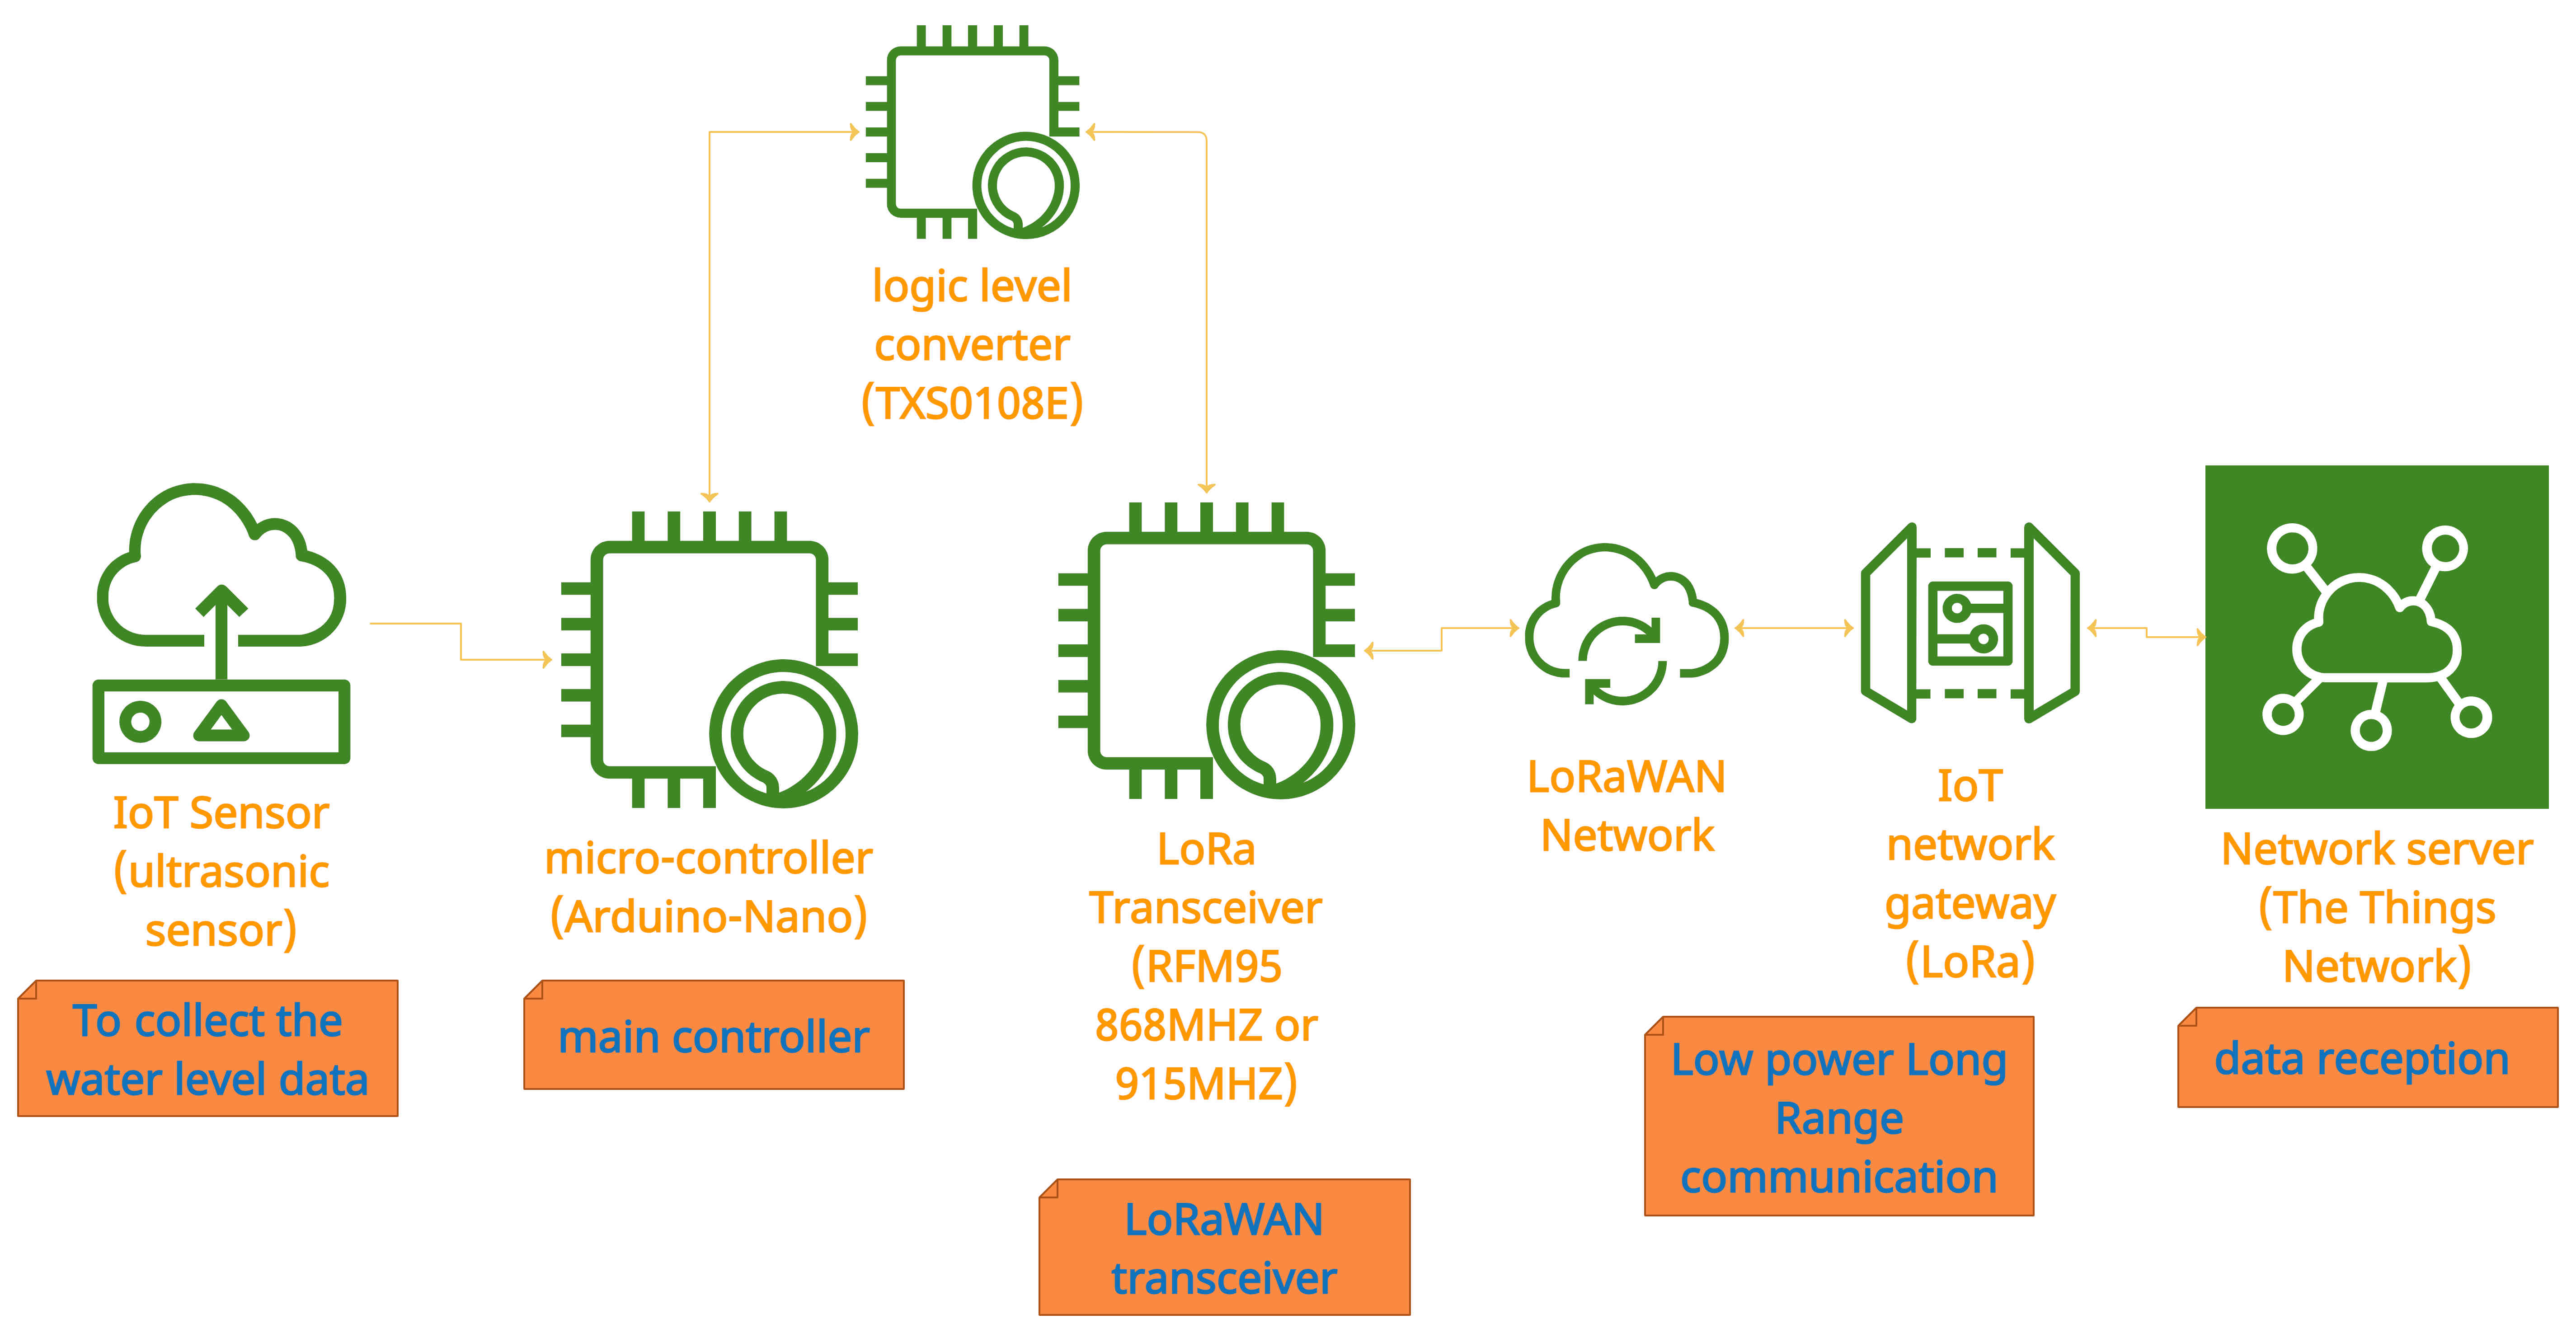 logic level
converter
(TXS0108E)
IoT Sensor
(ultrasonic
sensor)
To collect the
water level data
micro-controller
(Arduino-Nano)
main controller
LoRa
Transceiver
(RFM95
868MHZ or
915MHZ)
LoRaWAN
transceiver
LoRaWAN
Network
IoT
network
gateway
(LoRa)
Low power Long
Range
communication
Network server
(The Things
Network)
data reception